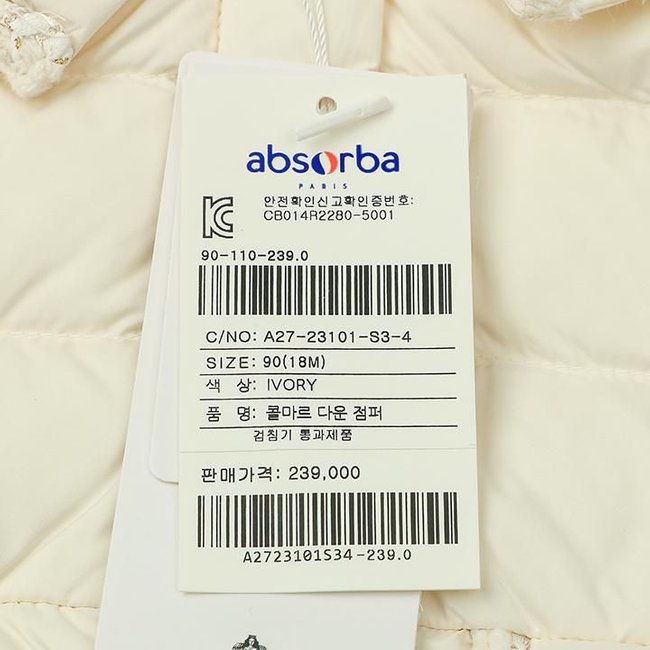 absorba
PARIS
안전확인신고확인증번호:
CB014R2280-5001
90-110-239.0
C/NO: A27-23101-S3-4
SIZE: 90(18M)
색 상: IVORY
품 명: 콜마르 다운 점퍼
검침기 통과제품
판매가격: 239,000
A2723101S34-239.0